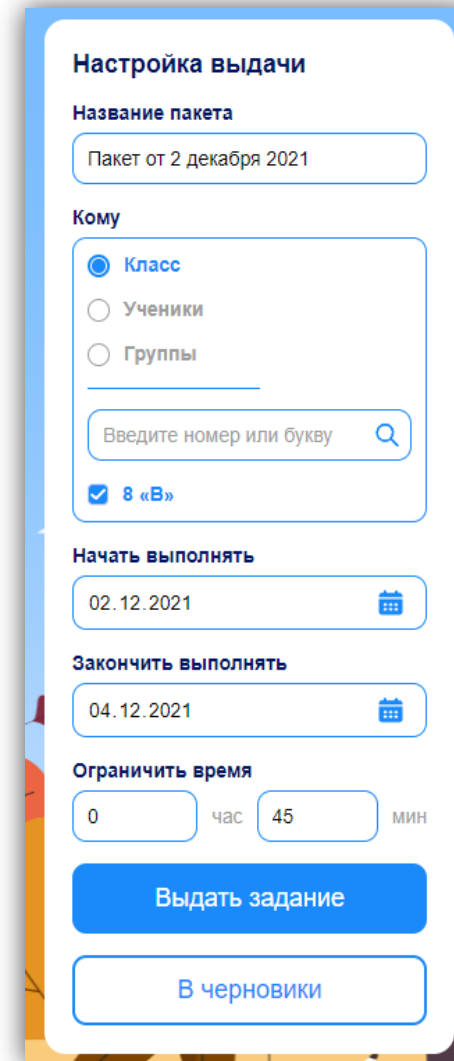 Настройка выдачи
Название пакета
Пакет от 2 декабря 2021
Кому
Класс
Ученики
Группы
Введите номер или букву
8 «В»
Начать выполнять
02.12.2021
Закончить выполнять
04.12.2021
Ограничить время
0 час 45 мин
Выдать задание
В черновики